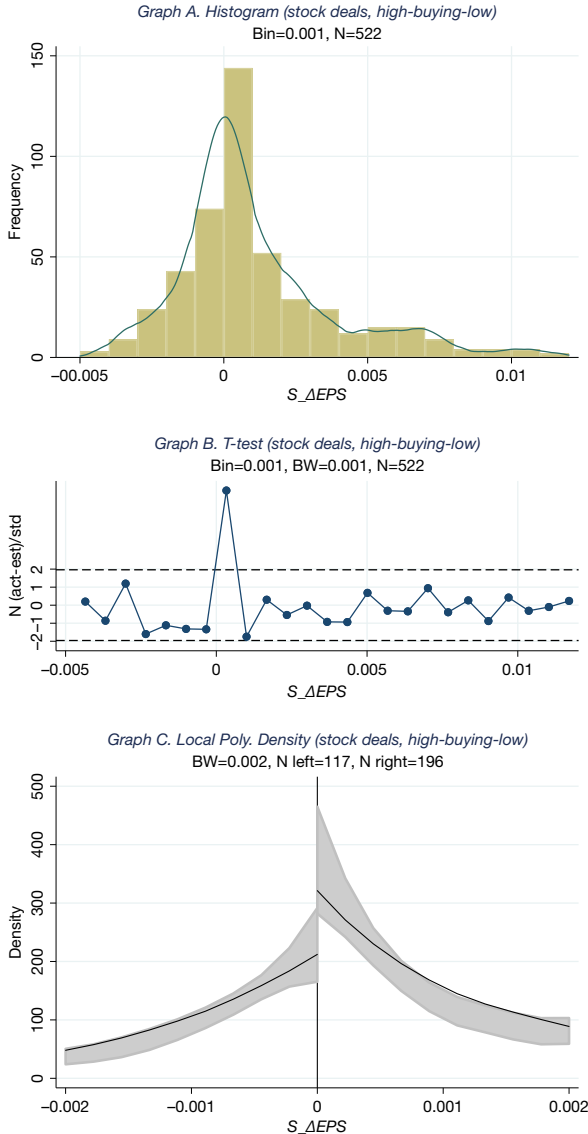 Graph A. Histogram (stock deals, high-buying-low)
Bin=0.001, N=522
150
100
50
0
Frequency
−00.005
0
0.005
0.01
S_ΔEPS
Graph B. T-test (stock deals, high-buying-low)
Bin=0.001, BW=0.001, N=522
2
1
0
−1
−2
N (act-est)/std
−0.005
0
0.005
0.01
S_ΔEPS
Graph C. Local Poly. Density (stock deals, high-buying-low)
BW=0.002, N left=117, N right=196
500
400
300
200
100
0
Density
−0.002
−0.001
0
0.001
0.002
S_ΔEPS